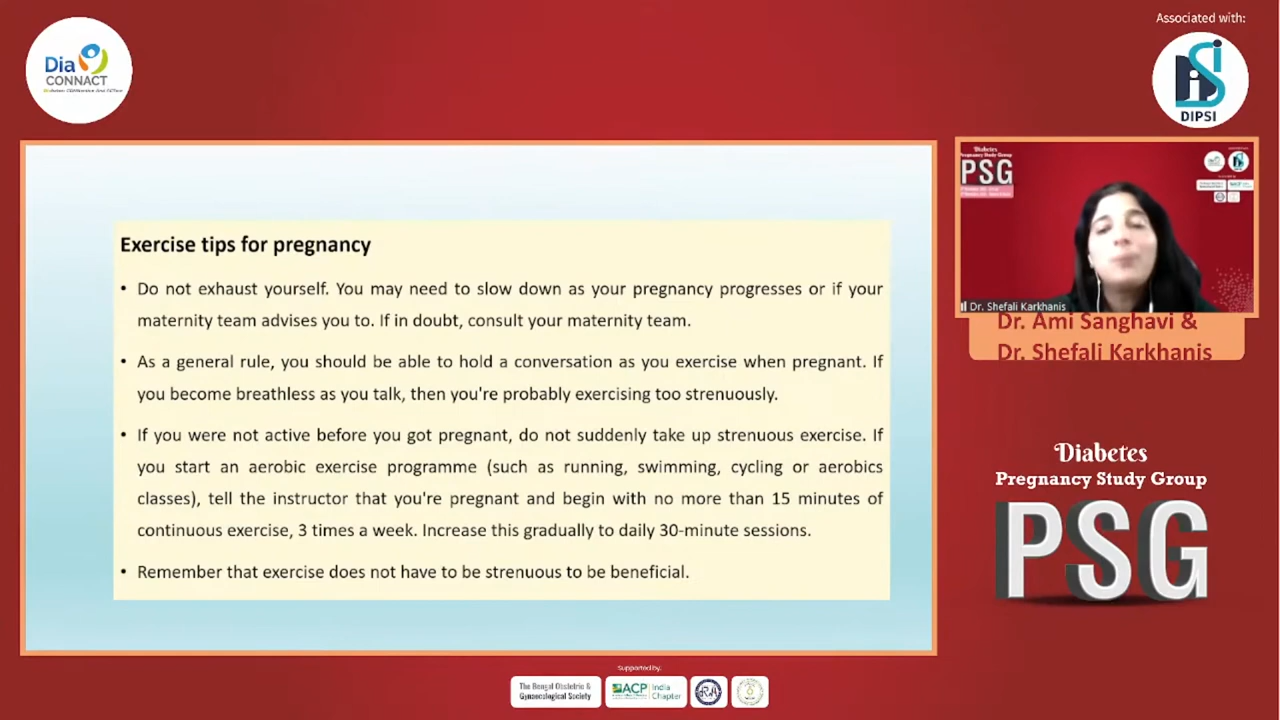 Associated with:
Dia
CONNACT
DIPSI
Diabetes
PSG
Dr. Shefali Karkhanis
Dr. Ami Sanghavi &
Dr. Shefali Karkhanis
Exercise tips for pregnancy
• Do not exhaust yourself. You may need to slow down as your pregnancy progresses or if your
maternity team advises you to. If in doubt, consult your maternity team.
• As a general rule, you should be able to hold a conversation as you exercise when pregnant. If
you become breathless as you talk, then you're probably exercising too strenuously.
• If you were not active before you got pregnant, do not suddenly take up strenuous exercise. If
you start an aerobic exercise programme (such as running, swimming, cycling or aerobics
classes), tell the instructor that you're pregnant and begin with no more than 15 minutes of
continuous exercise, 3 times a week. Increase this gradually to daily 30-minute sessions.
• Remember that exercise does not have to be strenuous to be beneficial.
Diabetes
Pregnancy Study Group
PSG
Supported by:
The Bengal Obstetric &
Gynaecological Society
ACP
India
Chapter